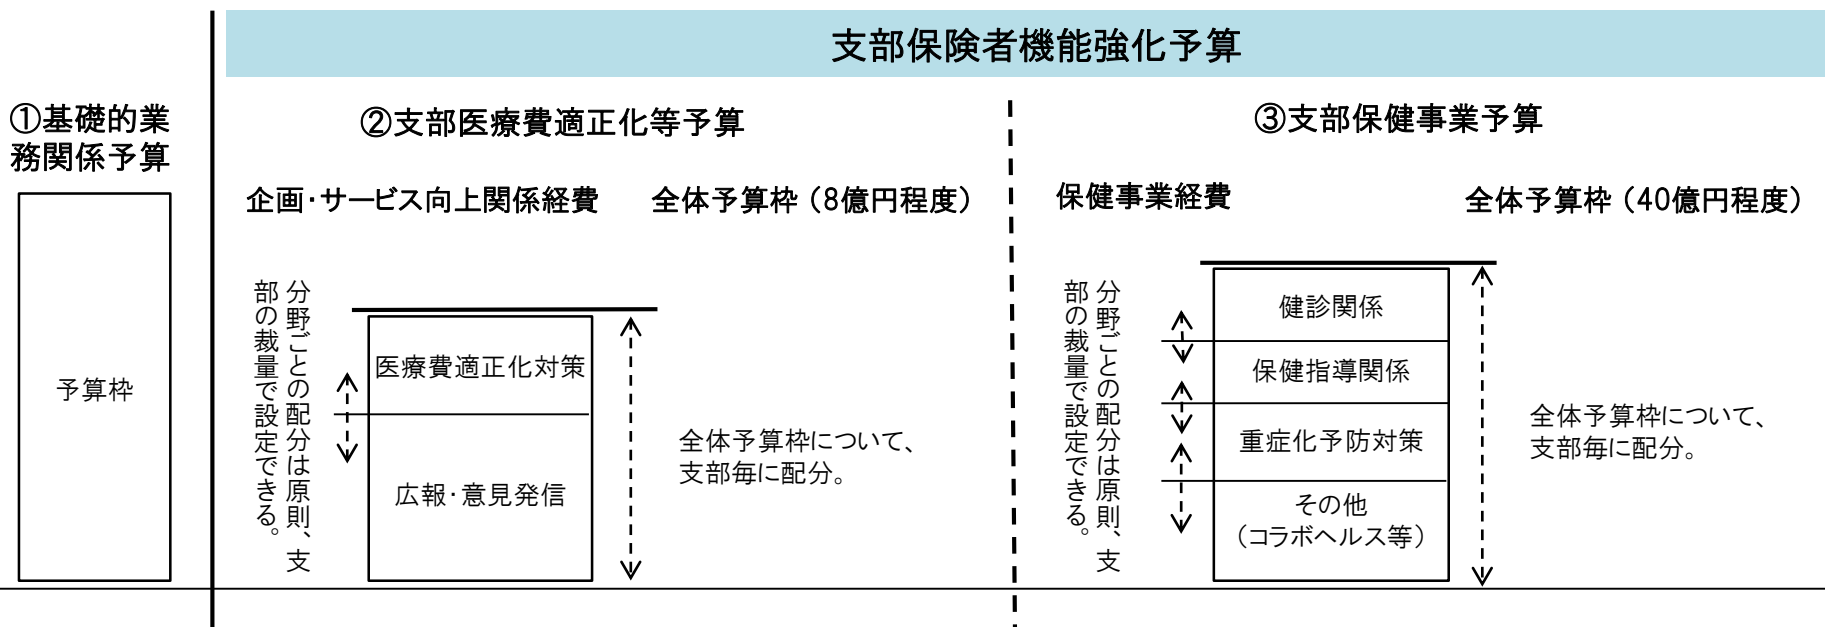 支部保険者機能強化予算
①基礎的業
務関係予算
予算枠
②支部医療費適正化等予算
企画・サービス向上関係経費
全体予算枠（8億円程度）
分野ごとの配分は原則、支
部の裁量で設定できる。
医療費適正化対策
広報・意見発信
全体予算枠について、
支部毎に配分。
③支部保健事業予算
保健事業経費
全体予算枠（40億円程度）
分野ごとの配分は原則、支
部の裁量で設定できる。
健診関係
保健指導関係
重症化予防対策
その他
（コラボヘルス等）
全体予算枠について、
支部毎に配分。